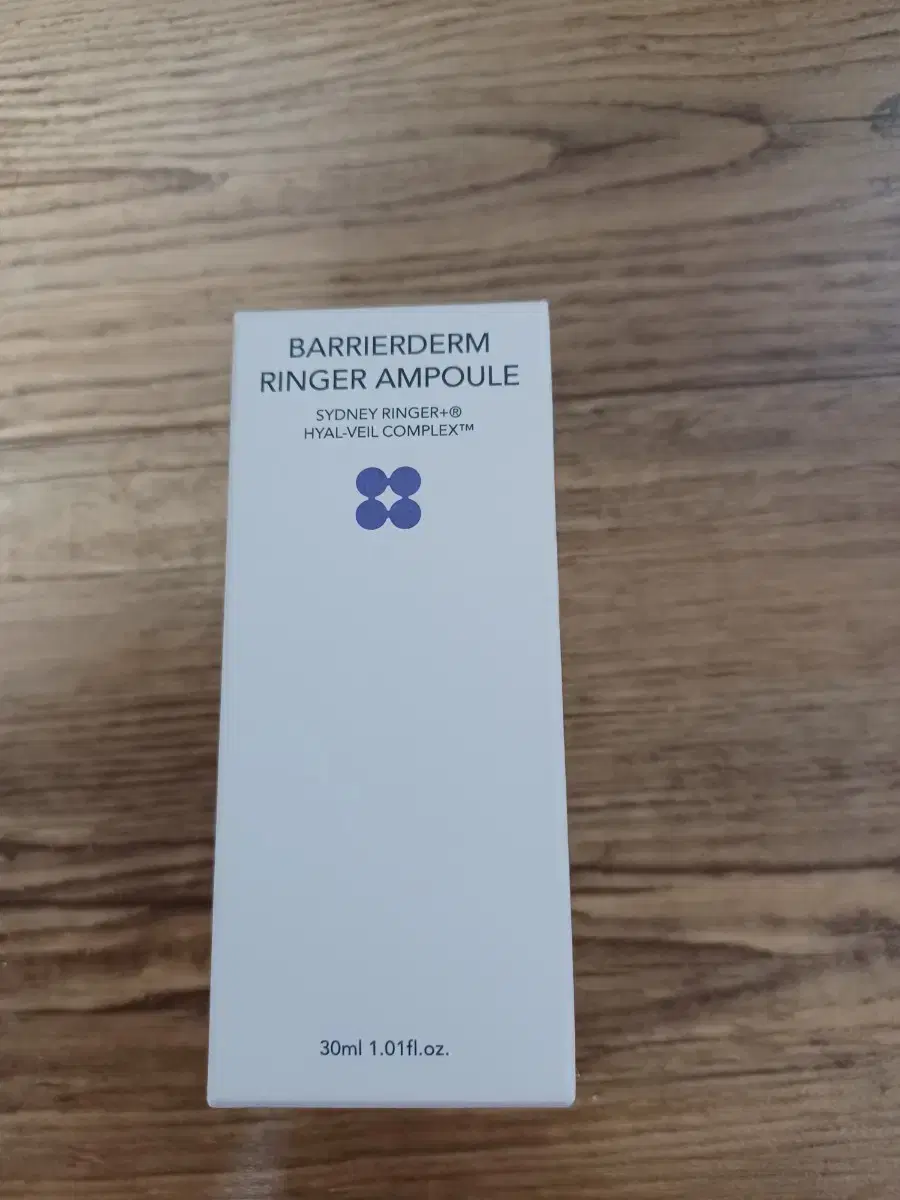 BARRIERDERM
RINGER AMPOULE
SYDNEY RINGER+®
HYAL-VEIL COMPLEX™
30ml 1.01fl.oz.